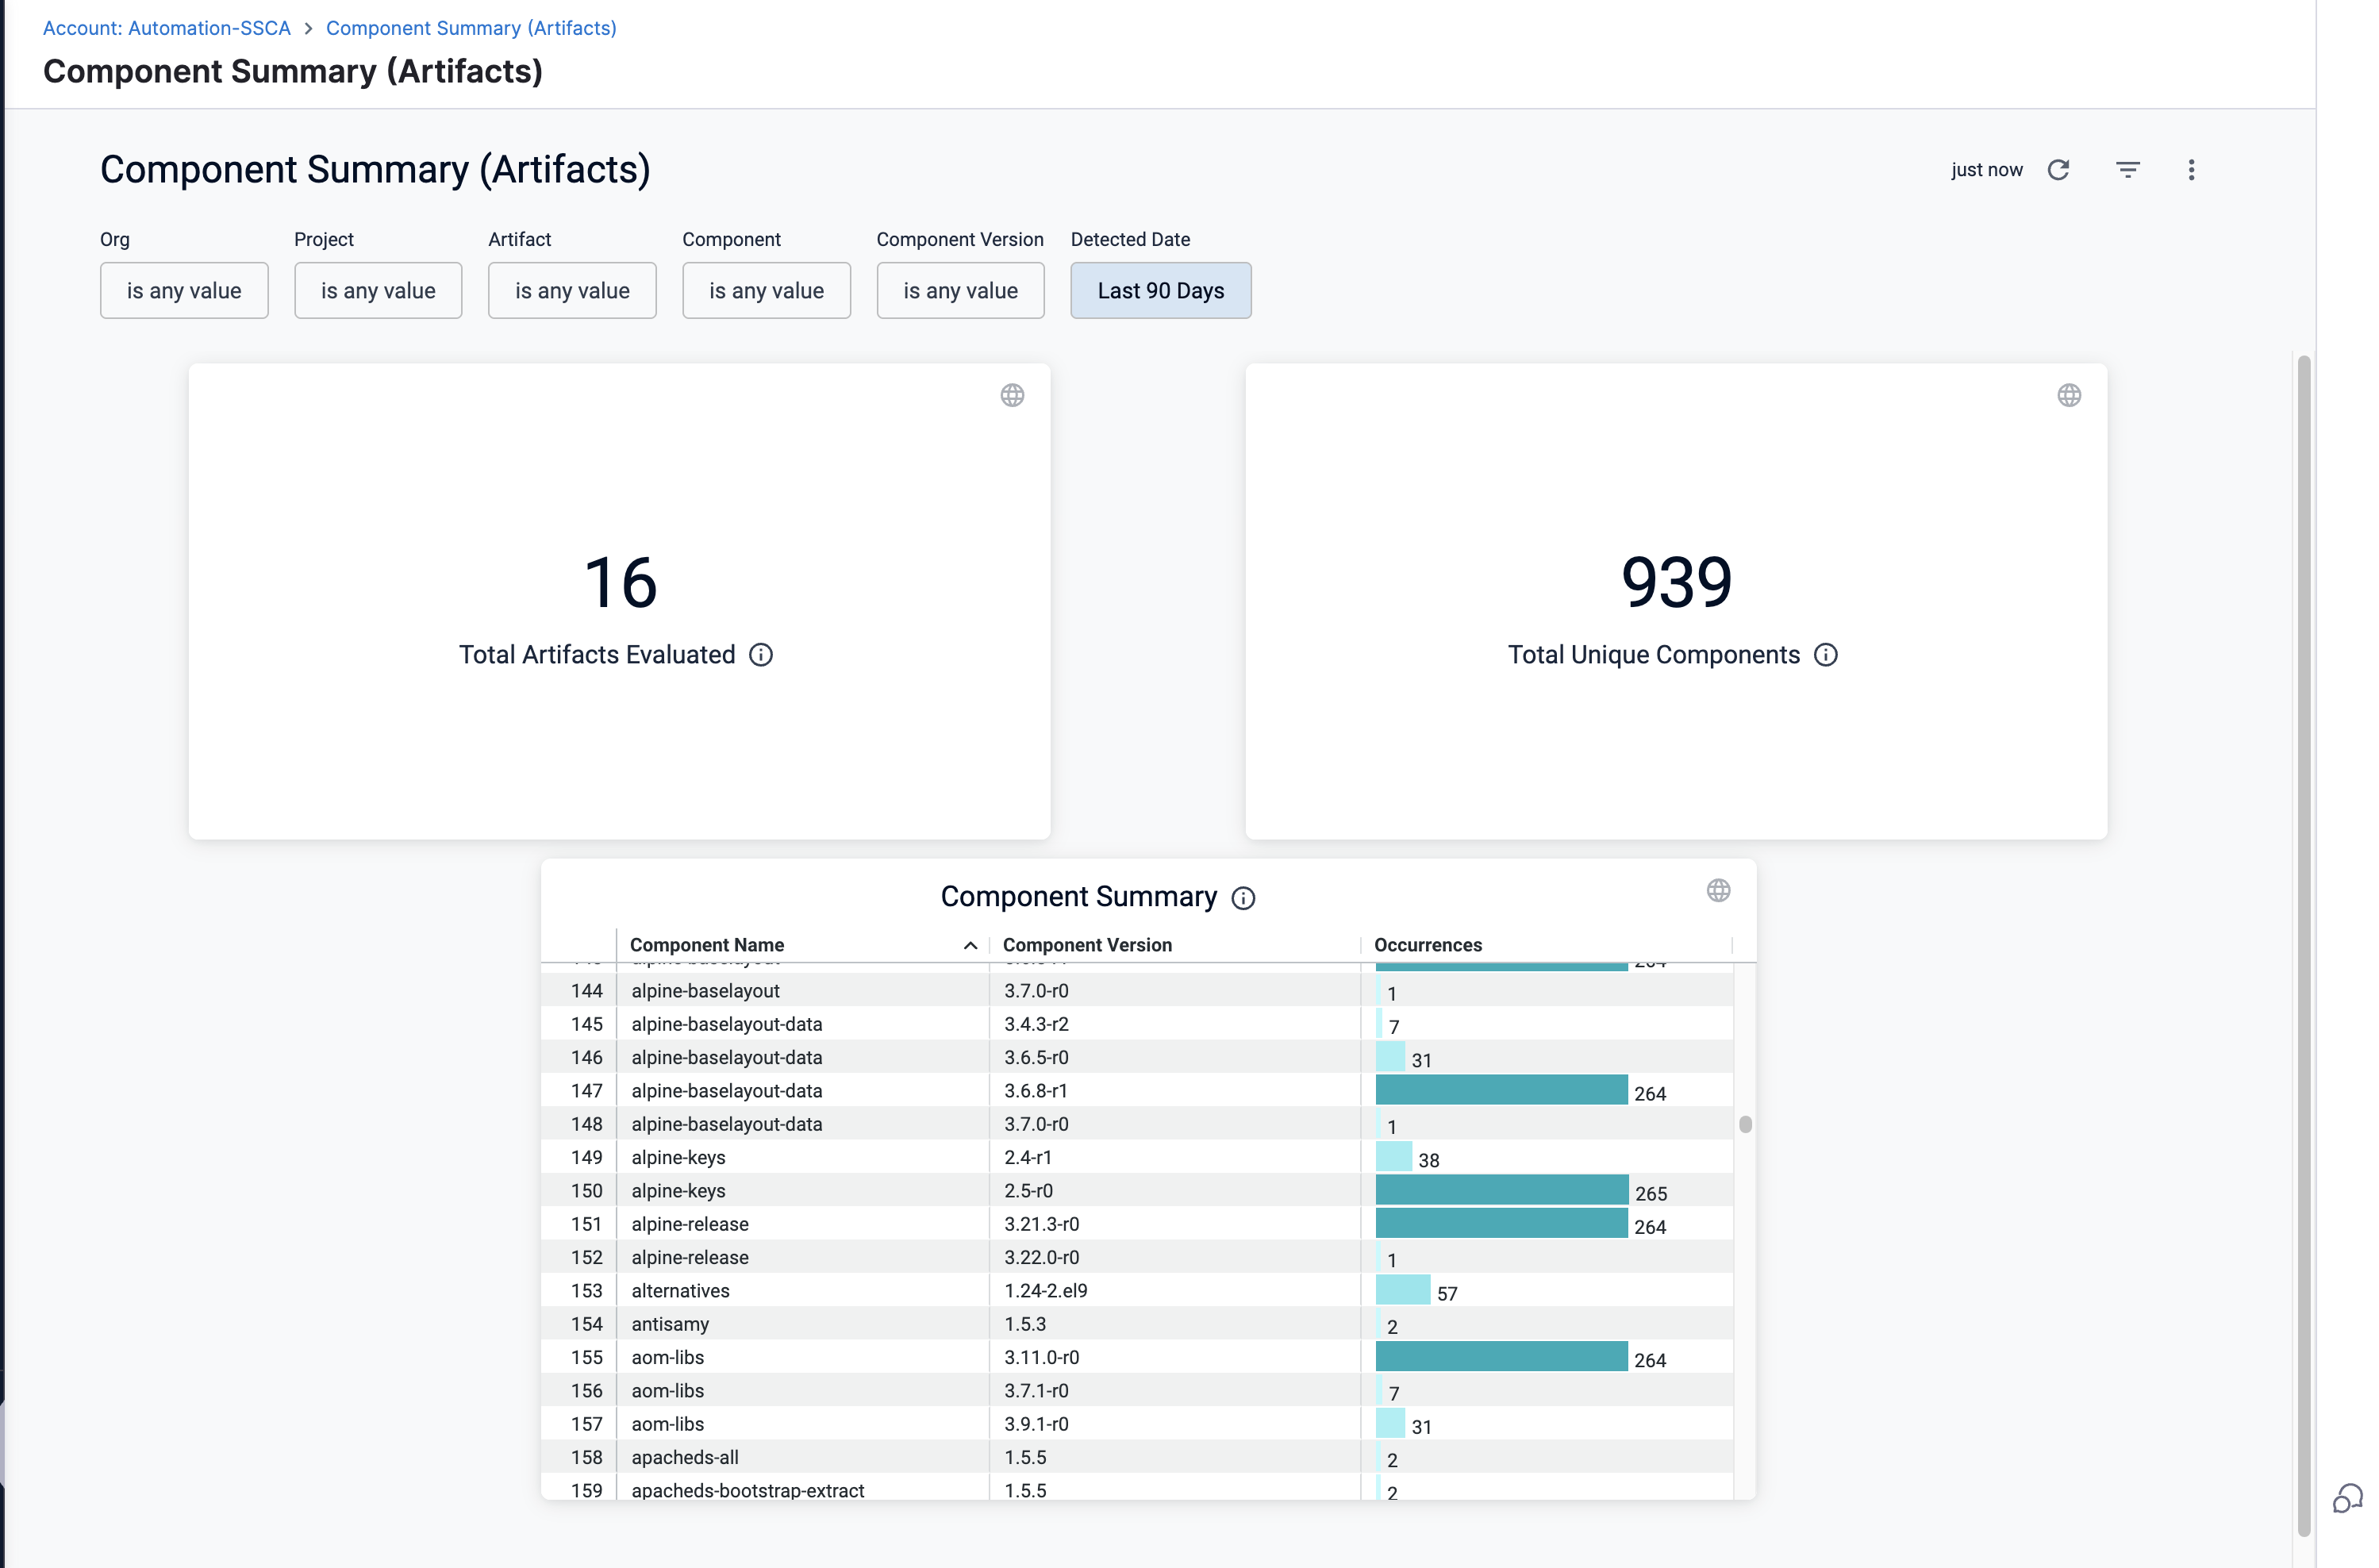 Account: Automation-SSCA > Component Summary (Artifacts)
Component Summary (Artifacts)
Component Summary (Artifacts)
just now
Org Project Artifact Component Component Version Detected Date
is any value is any value is any value is any value is any value Last 90 Days
16
Total Artifacts Evaluated
939
Total Unique Components
Component Summary
Component Name Component Version Occurrences
144 alpine-baselayout 3.7.0-r0 1
145 alpine-baselayout-data 3.4.3-r2 7
146 alpine-baselayout-data 3.6.5-r0 31
147 alpine-baselayout-data 3.6.8-r1 264
148 alpine-baselayout-data 3.7.0-r0 1
149 alpine-keys 2.4-r1 38
150 alpine-keys 2.5-r0 265
151 alpine-release 3.21.3-r0 264
152 alpine-release 3.22.0-r0 1
153 alternatives 1.24-2.el9 57
154 antisamy 1.5.3 2
155 aom-libs 3.11.0-r0 264
156 aom-libs 3.7.1-r0 7
157 aom-libs 3.9.1-r0 31
158 apacheds-all 1.5.5 2
159 apacheds-bootstrap-extract 1.5.5 2